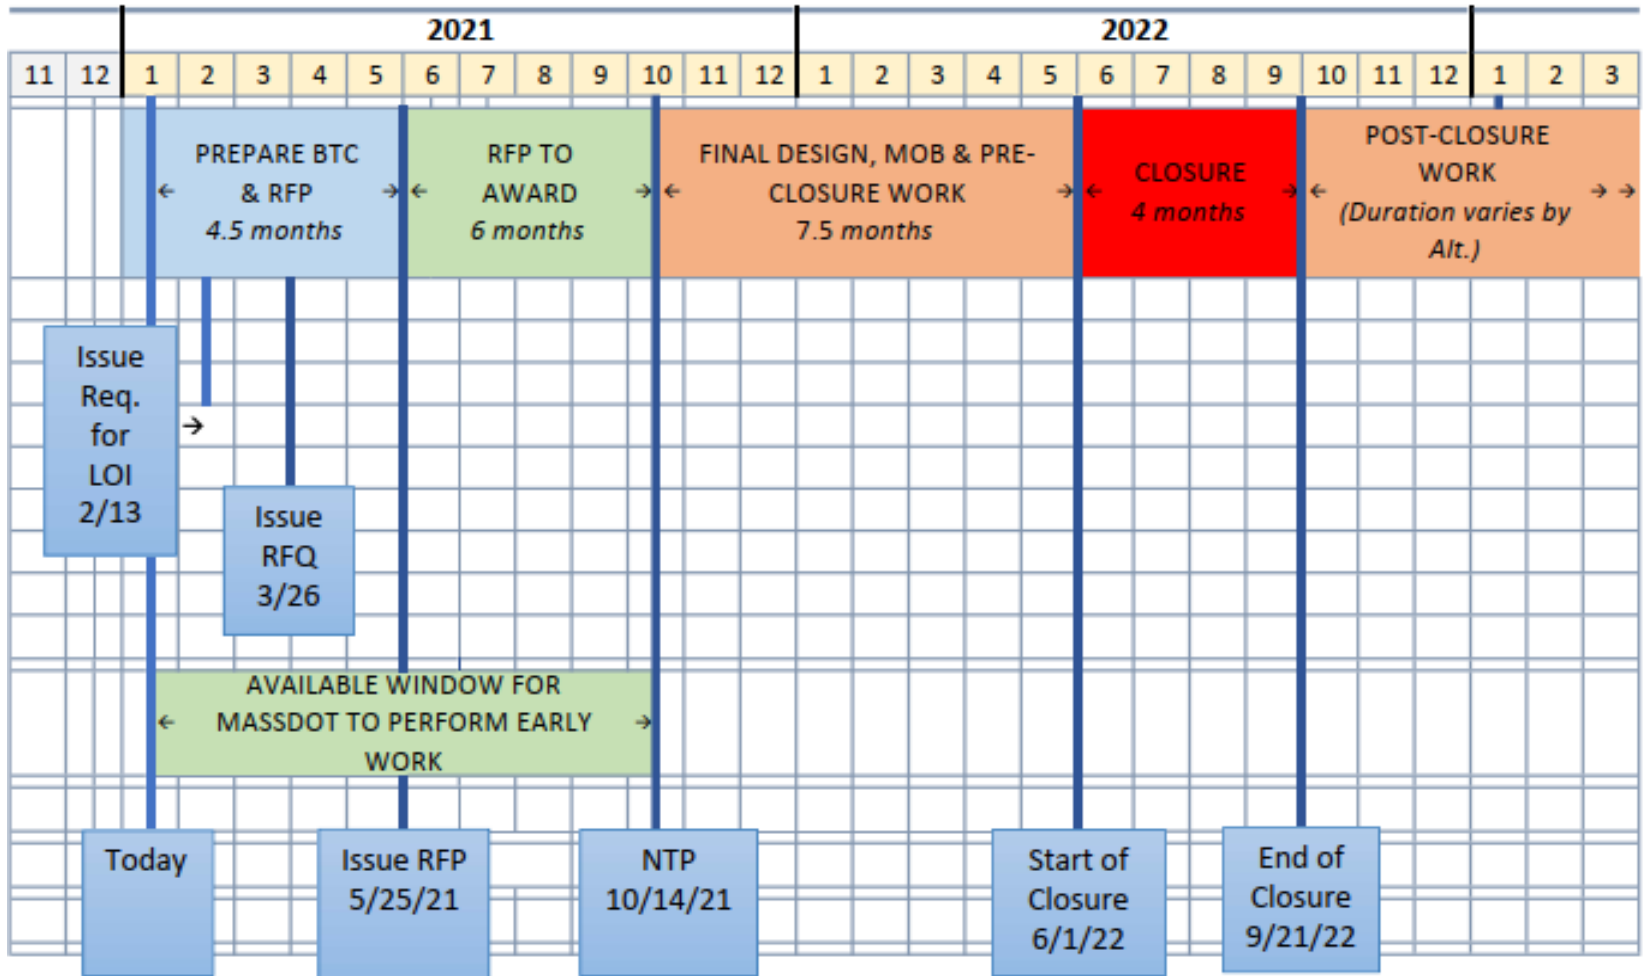 2021 2022
11 12 1 2 3 4 5 6 7 8 9 10 11 12 1 2 3 4 5 6 7 8 9 10 11 12 1 2 3
PREPARE BTC
& RFP
4.5 months
← →
RFP TO
AWARD
6 months
← →
FINAL DESIGN, MOB & PRE-
CLOSURE WORK
7.5 months
← →
CLOSURE
4 months
← →
POST-CLOSURE
WORK
(Duration varies by
Alt.)
← → →
Issue
Req.
for
LOI
2/13
→
Issue
RFQ
3/26
AVAILABLE WINDOW FOR
← MASSDOT TO PERFORM EARLY →
WORK
Today
Issue RFP
5/25/21
NTP
10/14/21
Start of
Closure
6/1/22
End of
Closure
9/21/22